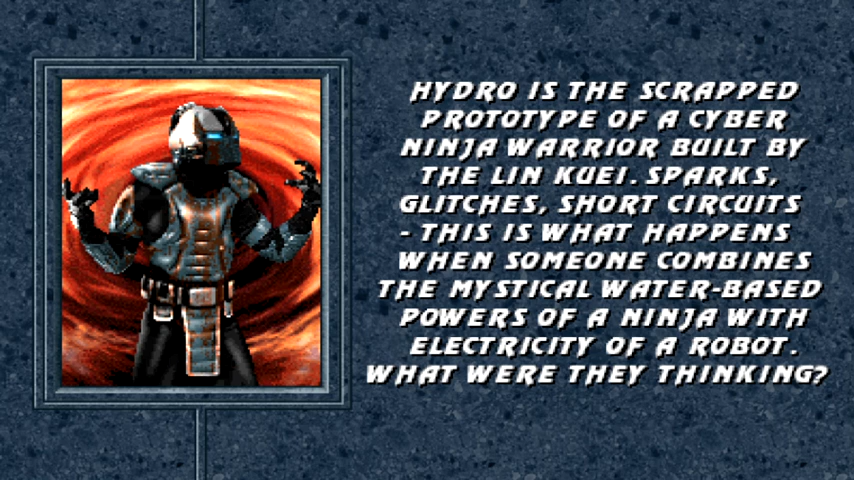 HYDRO IS THE SCRAPPED
PROTOTYPE OF A CYBER
NINJA WARRIOR BUILT BY
THE LIN KUEI. SPARKS,
GLITCHES, SHORT CIRCUITS
- THIS IS WHAT HAPPENS
WHEN SOMEONE COMBINES
THE MYSTICAL WATER-BASED
POWERS OF A NINJA WITH
ELECTRICITY OF A ROBOT.
WHAT WERE THEY THINKING?